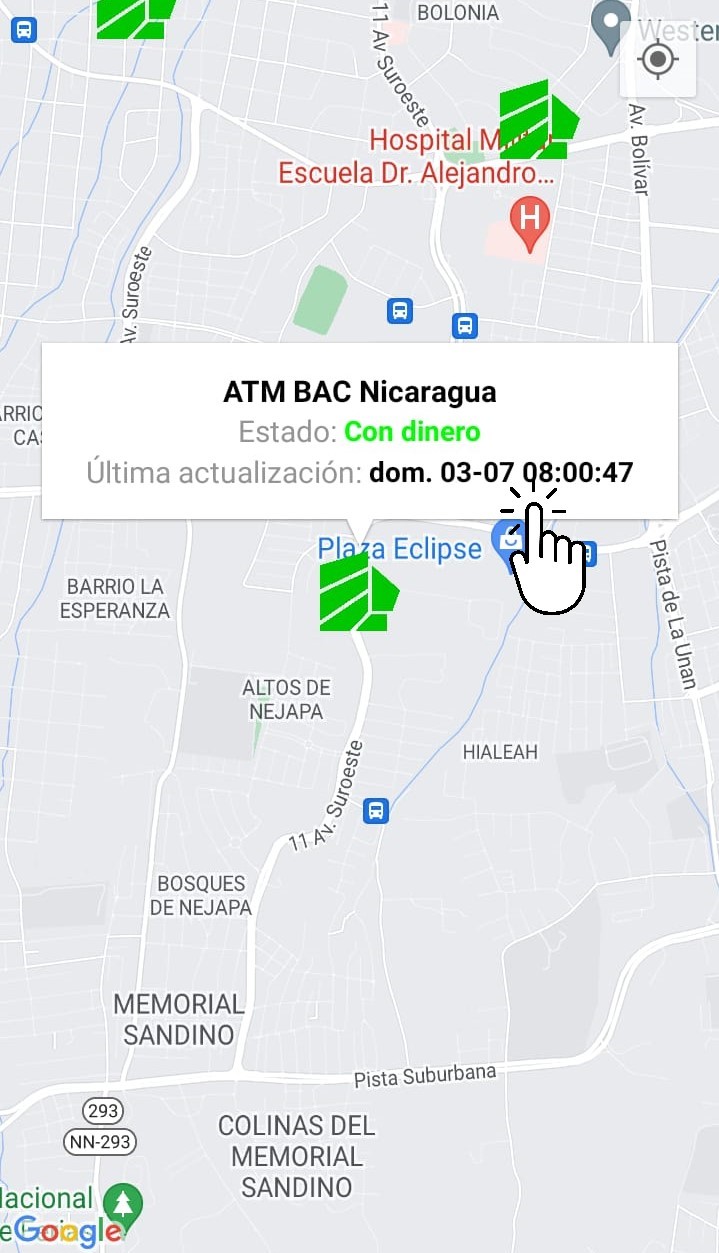 BOLONIA
Wester
11 Av Suroeste
Av. Bolívar
Hospital Militar
Escuela Dr. Alejandro...
H
Av. Suroeste
ATM BAC Nicaragua
Estado: Con dinero
Última actualización: dom. 03-07 08:00:47
Plaza Eclipse
BARRIO LA
ESPERANZA
Pista de La Unan
ALTOS DE
NEJAPA
HIALEAH
11 Av. Suroeste
BOSQUES
DE NEJAPA
MEMORIAL
SANDINO
Pista Suburbana
293
NN-293
COLINAS DEL
MEMORIAL
SANDINO
Nacional
Google